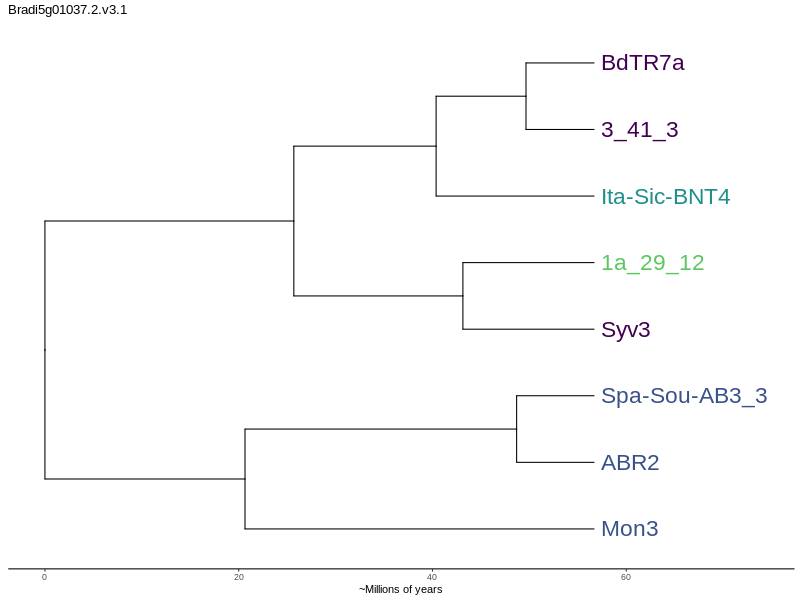 Bradi5g01037.2.v3.1
BdTR7a
3_41_3
Ita-Sic-BNT4
1a_29_12
Syv3
Spa-Sou-AB3_3
ABR2
Mon3
0 20 40 60
~Millions of years